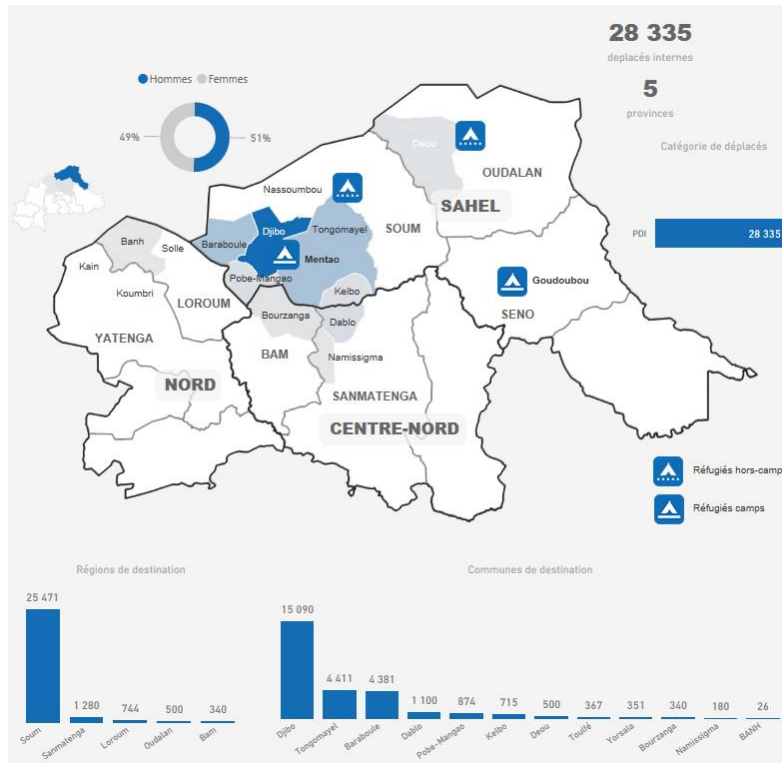 28 335
deplacés internes
5
provinces
Catégorie de déplacés
PDI
28 335
Hommes
Femmes
49%
51%
Deou
OUDALAN
Nassoumbou
SAHEL
Djibo
Tongomayel
SOUM
Baraboule
Mentao
Banh
Solle
Kain
Pobe-Mangao
Goudoubou
Koumbri
Kelbo
LOROUM
Bourzanga
Dablo
SENO
YATENGA
BAM
Namissigma
NORD
SANMATENGA
CENTRE-NORD
Réfugiés hors-camp
Réfugiés camps
Régions de destination
25 471
1 280
744
500
340
Soum
Sanmatenga
Loroum
Oudalan
Bam
Communes de destination
15 090
4 411
4 381
1 100
874
715
500
367
351
340
180
26
Djibo
Tongomayel
Baraboule
Dablo
Pobe-Mangao
Kelbo
Deou
Toulfé
Yorsala
Bourzanga
Namissigma
BANH